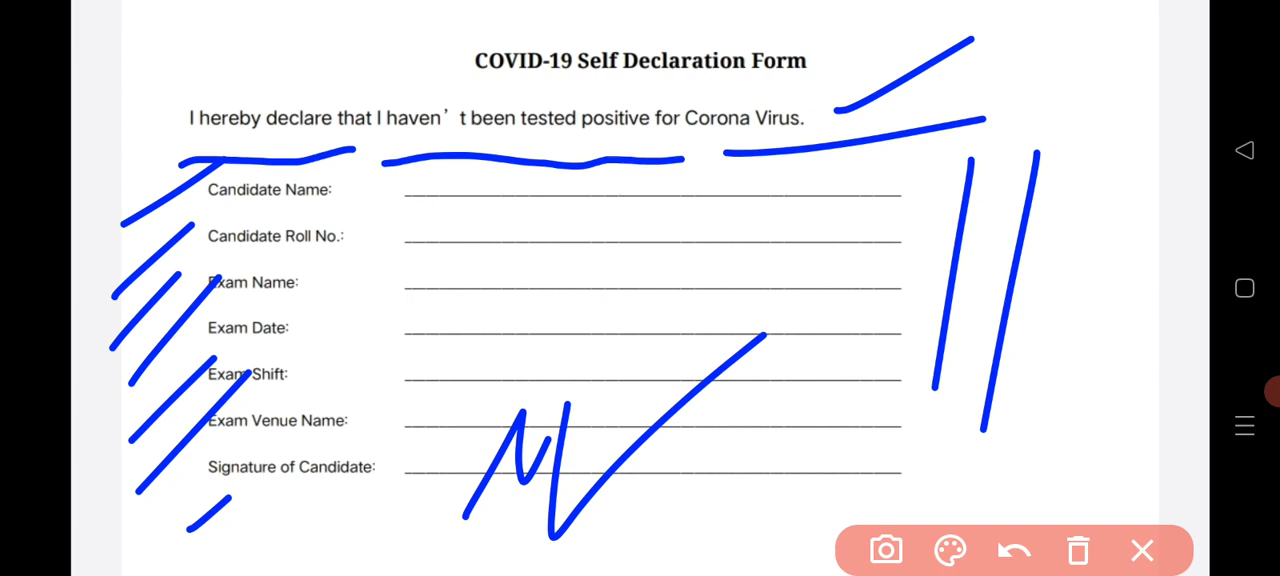 COVID-19 Self Declaration Form
I hereby declare that I haven't been tested positive for Corona Virus.
Candidate Name:
Candidate Roll No.:
Exam Name:
Exam Date:
Exam Shift:
Exam Venue Name:
Signature of Candidate: